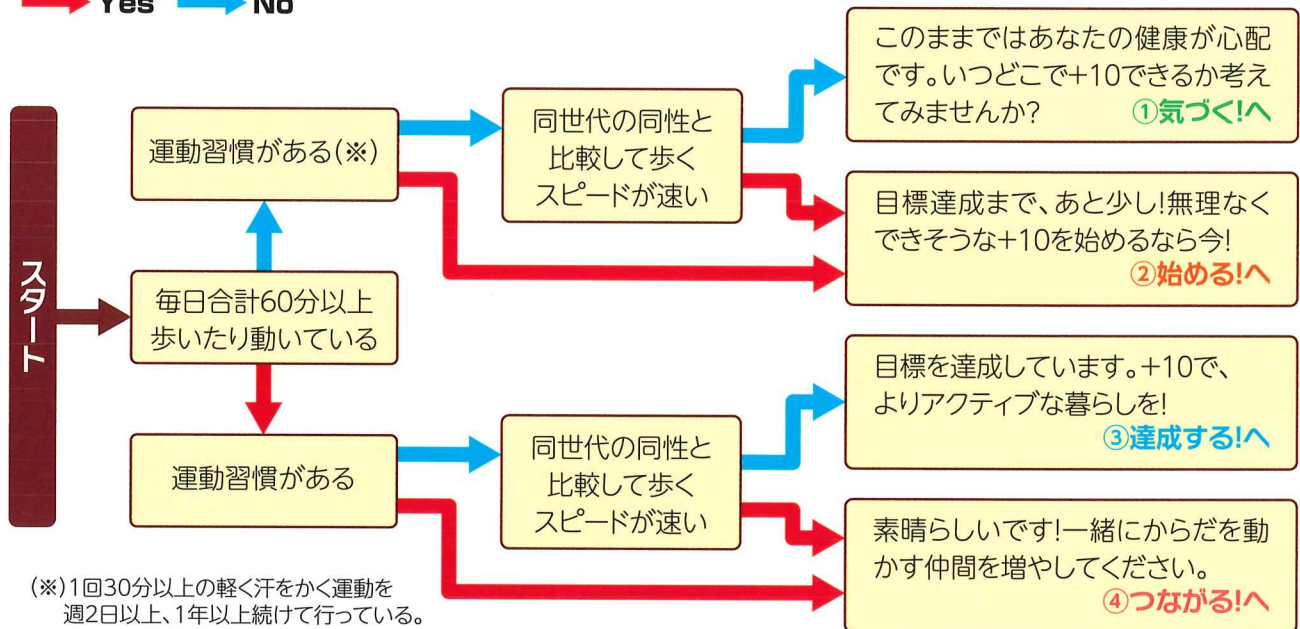 Yes No
スタート
毎日合計60分以上
歩いたり動いている
運動習慣がある(※)
同世代の同性と
比較して歩く
スピードが速い
このままではあなたの健康が心配
です。いつどこで+10できるか考え
てみませんか?
①気づく!へ
目標達成まで、あと少し!無理なく
できそうな+10を始めるなら今!
②始める!へ
運動習慣がある
同世代の同性と
比較して歩く
スピードが速い
目標を達成しています。+10で、
よりアクティブな暮らしを!
③達成する!へ
素晴らしいです!一緒にからだを動
かす仲間を増やしてください。
④つながる!へ
(※)1回30分以上の軽く汗をかく運動を
週2日以上、1年以上続けて行っている。